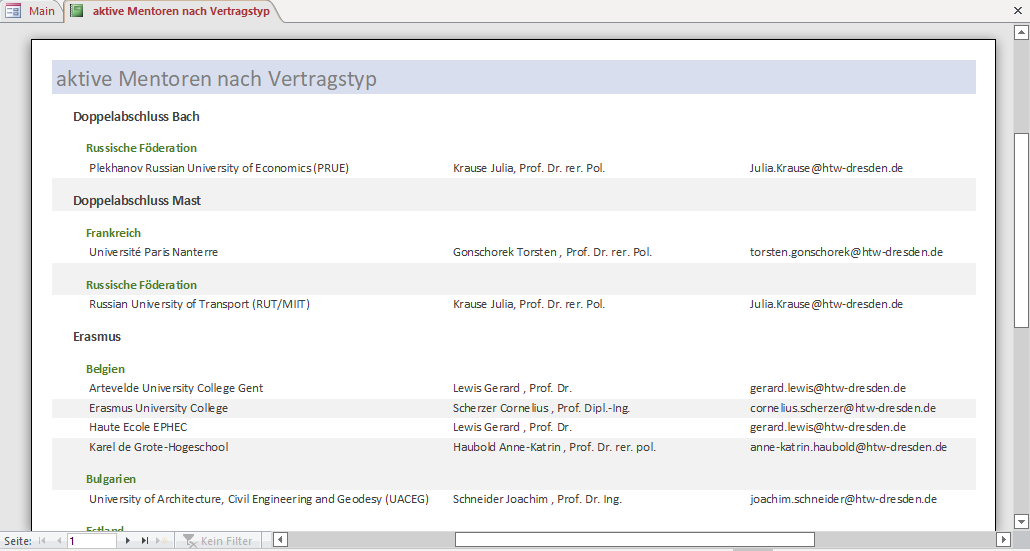 Main
aktive Mentoren nach Vertragstyp
aktive Mentoren nach Vertragstyp
Doppelabschluss Bach
Russische Föderation
Plekhanov Russian University of Economics (PRUE) Krause Julia, Prof. Dr. rer. Pol. Julia.Krause@htw-dresden.de
Doppelabschluss Mast
Frankreich
Université Paris Nanterre Gonschorek Torsten , Prof. Dr. rer. Pol. torsten.gonschorek@htw-dresden.de
Russische Föderation
Russian University of Transport (RUT/MIIT) Krause Julia, Prof. Dr. rer. Pol. Julia.Krause@htw-dresden.de
Erasmus
Belgien
Artevelde University College Gent Lewis Gerard , Prof. Dr. gerard.lewis@htw-dresden.de
Erasmus University College Scherzer Cornelius , Prof. Dipl.-Ing. cornelius.scherzer@htw-dresden.de
Haute Ecole EPHEC Lewis Gerard , Prof. Dr. gerard.lewis@htw-dresden.de
Karel de Grote-Hogeschool Haubold Anne-Katrin , Prof. Dr. rer. pol. anne-katrin.haubold@htw-dresden.de
Bulgarien
University of Architecture, Civil Engineering and Geodesy (UACEG) Schneider Joachim , Prof. Dr. Ing. joachim.schneider@htw-dresden.de
Estland
Seite: 1 Kein Filter